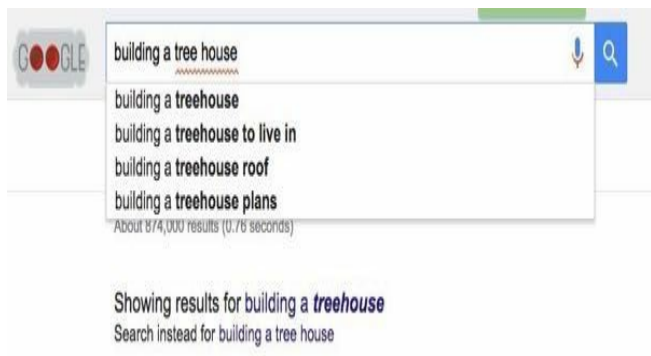 GOOGLE
building a tree house
building a treehouse
building a treehouse to live in
building a treehouse roof
building a treehouse plans
About 874,000 results (0.76 seconds)
Showing results for building a treehouse
Search instead for building a tree house